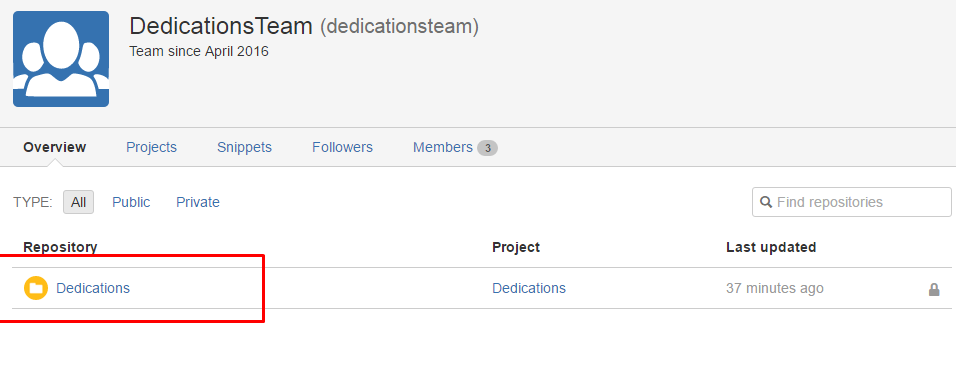 DedicationsTeam (dedicationsteam)
Team since April 2016
Overview Projects Snippets Followers Members 3
TYPE: All Public Private Find repositories
Repository Project Last updated
Dedications Dedications 37 minutes ago